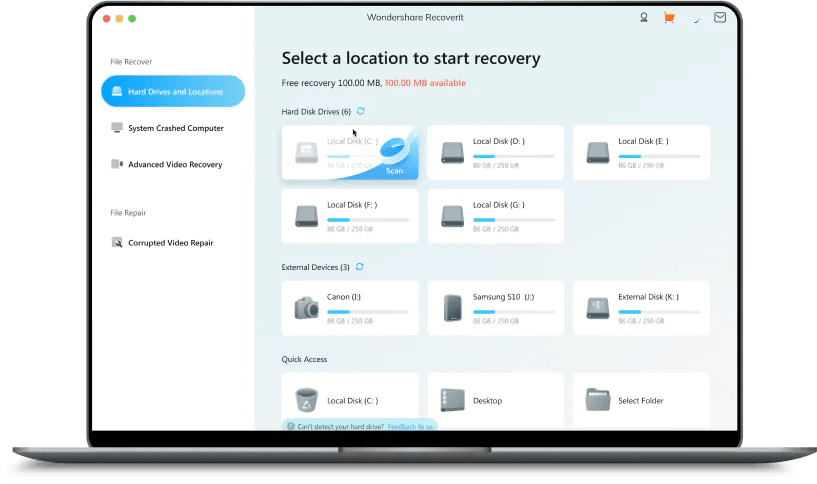 Wondershare Recoverit
File Recover
Hard Drives and Locations
System Crashed Computer
Advanced Video Recovery
File Repair
Corrupted Video Repair
Select a location to start recovery
Free recovery 100.00 MB, 100.00 MB available
Hard Disk Drives (6)
Local Disk (C: )
86 GB / 250 GB
Scan
Local Disk (D: )
86 GB / 250 GB
Local Disk (E: )
86 GB / 250 GB
Local Disk (F: )
86 GB / 250 GB
Local Disk (G: )
86 GB / 250 GB
External Devices (3)
Canon (I:)
86 GB / 250 GB
Samsung S10 (J:)
86 GB / 250 GB
External Disk (K: )
86 GB / 250 GB
Quick Access
Local Disk (C: )
Desktop
Select Folder
Can't detect your hard drive? Feedback to us